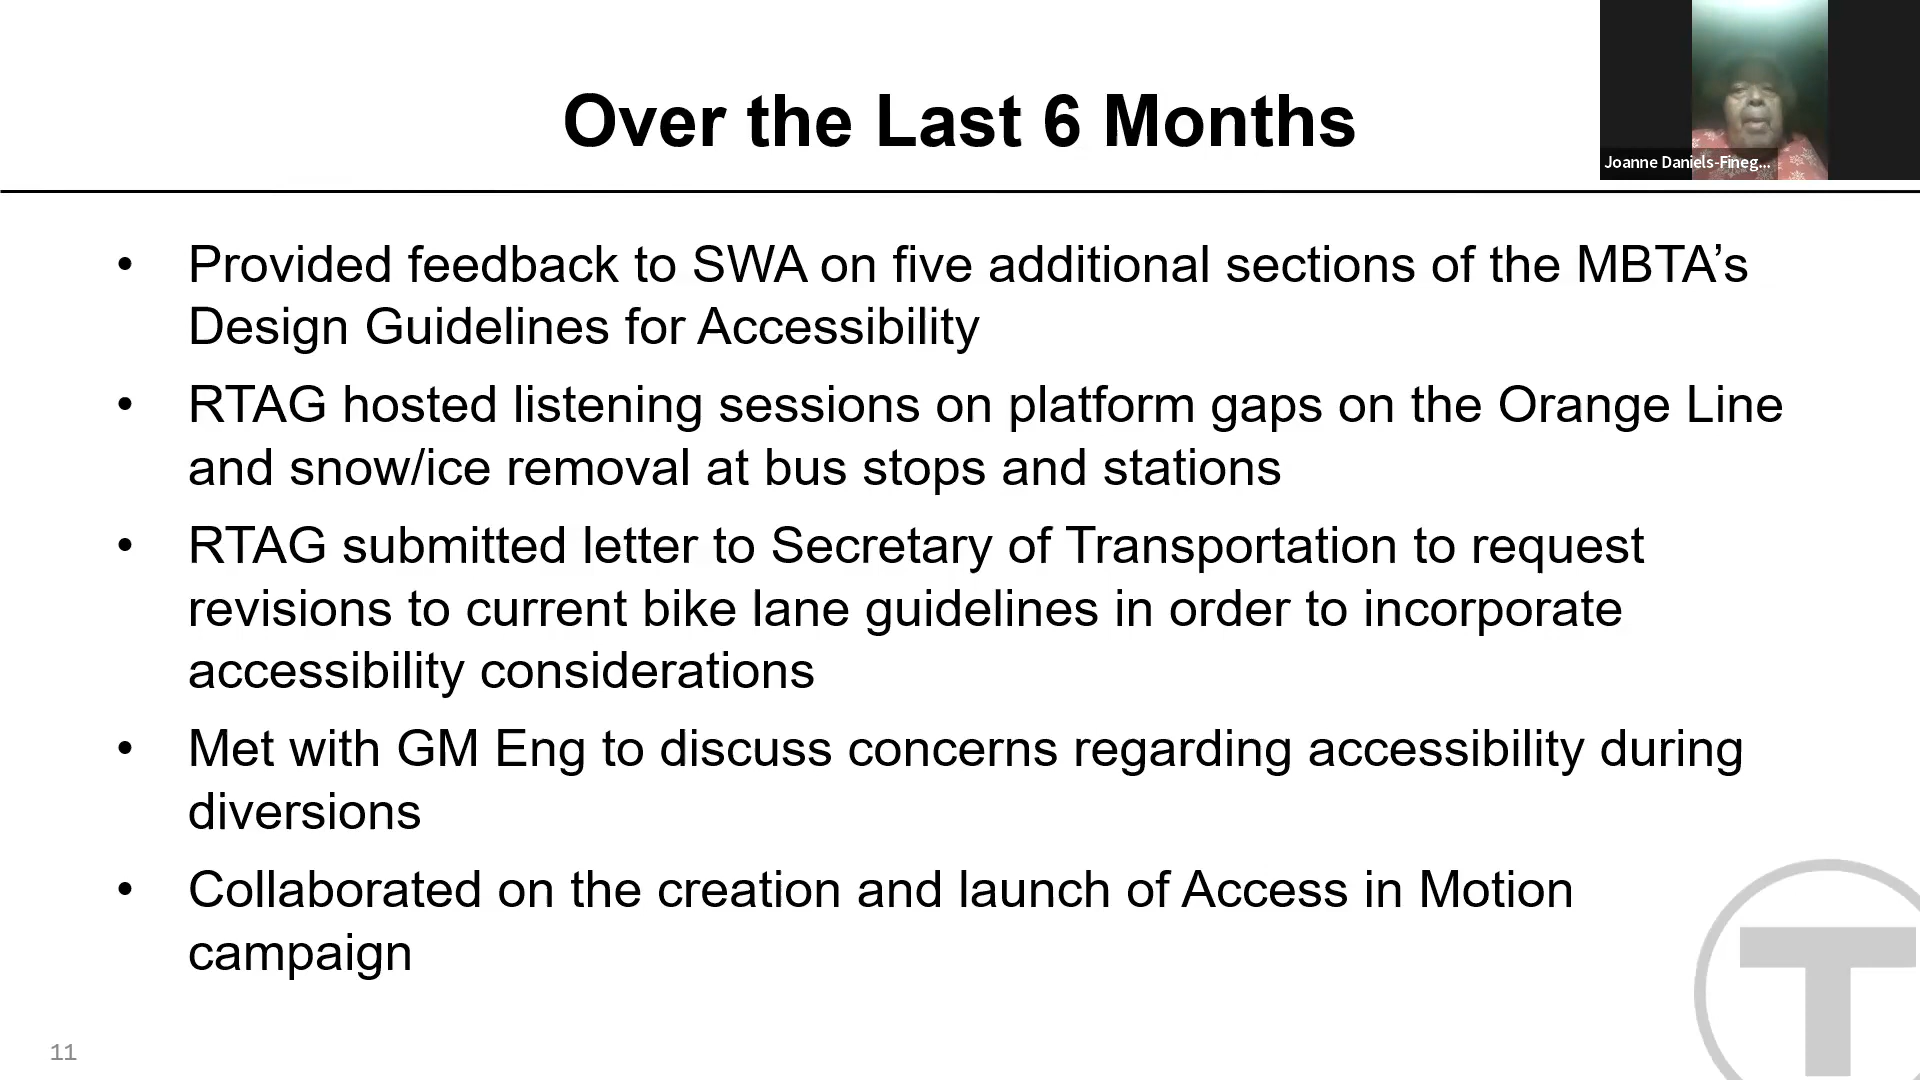 Over the Last 6 Months
Joanne Daniels-Fineg...
• Provided feedback to SWA on five additional sections of the MBTA’s
Design Guidelines for Accessibility
• RTAG hosted listening sessions on platform gaps on the Orange Line
and snow/ice removal at bus stops and stations
• RTAG submitted letter to Secretary of Transportation to request
revisions to current bike lane guidelines in order to incorporate
accessibility considerations
• Met with GM Eng to discuss concerns regarding accessibility during
diversions
• Collaborated on the creation and launch of Access in Motion
campaign
11
T